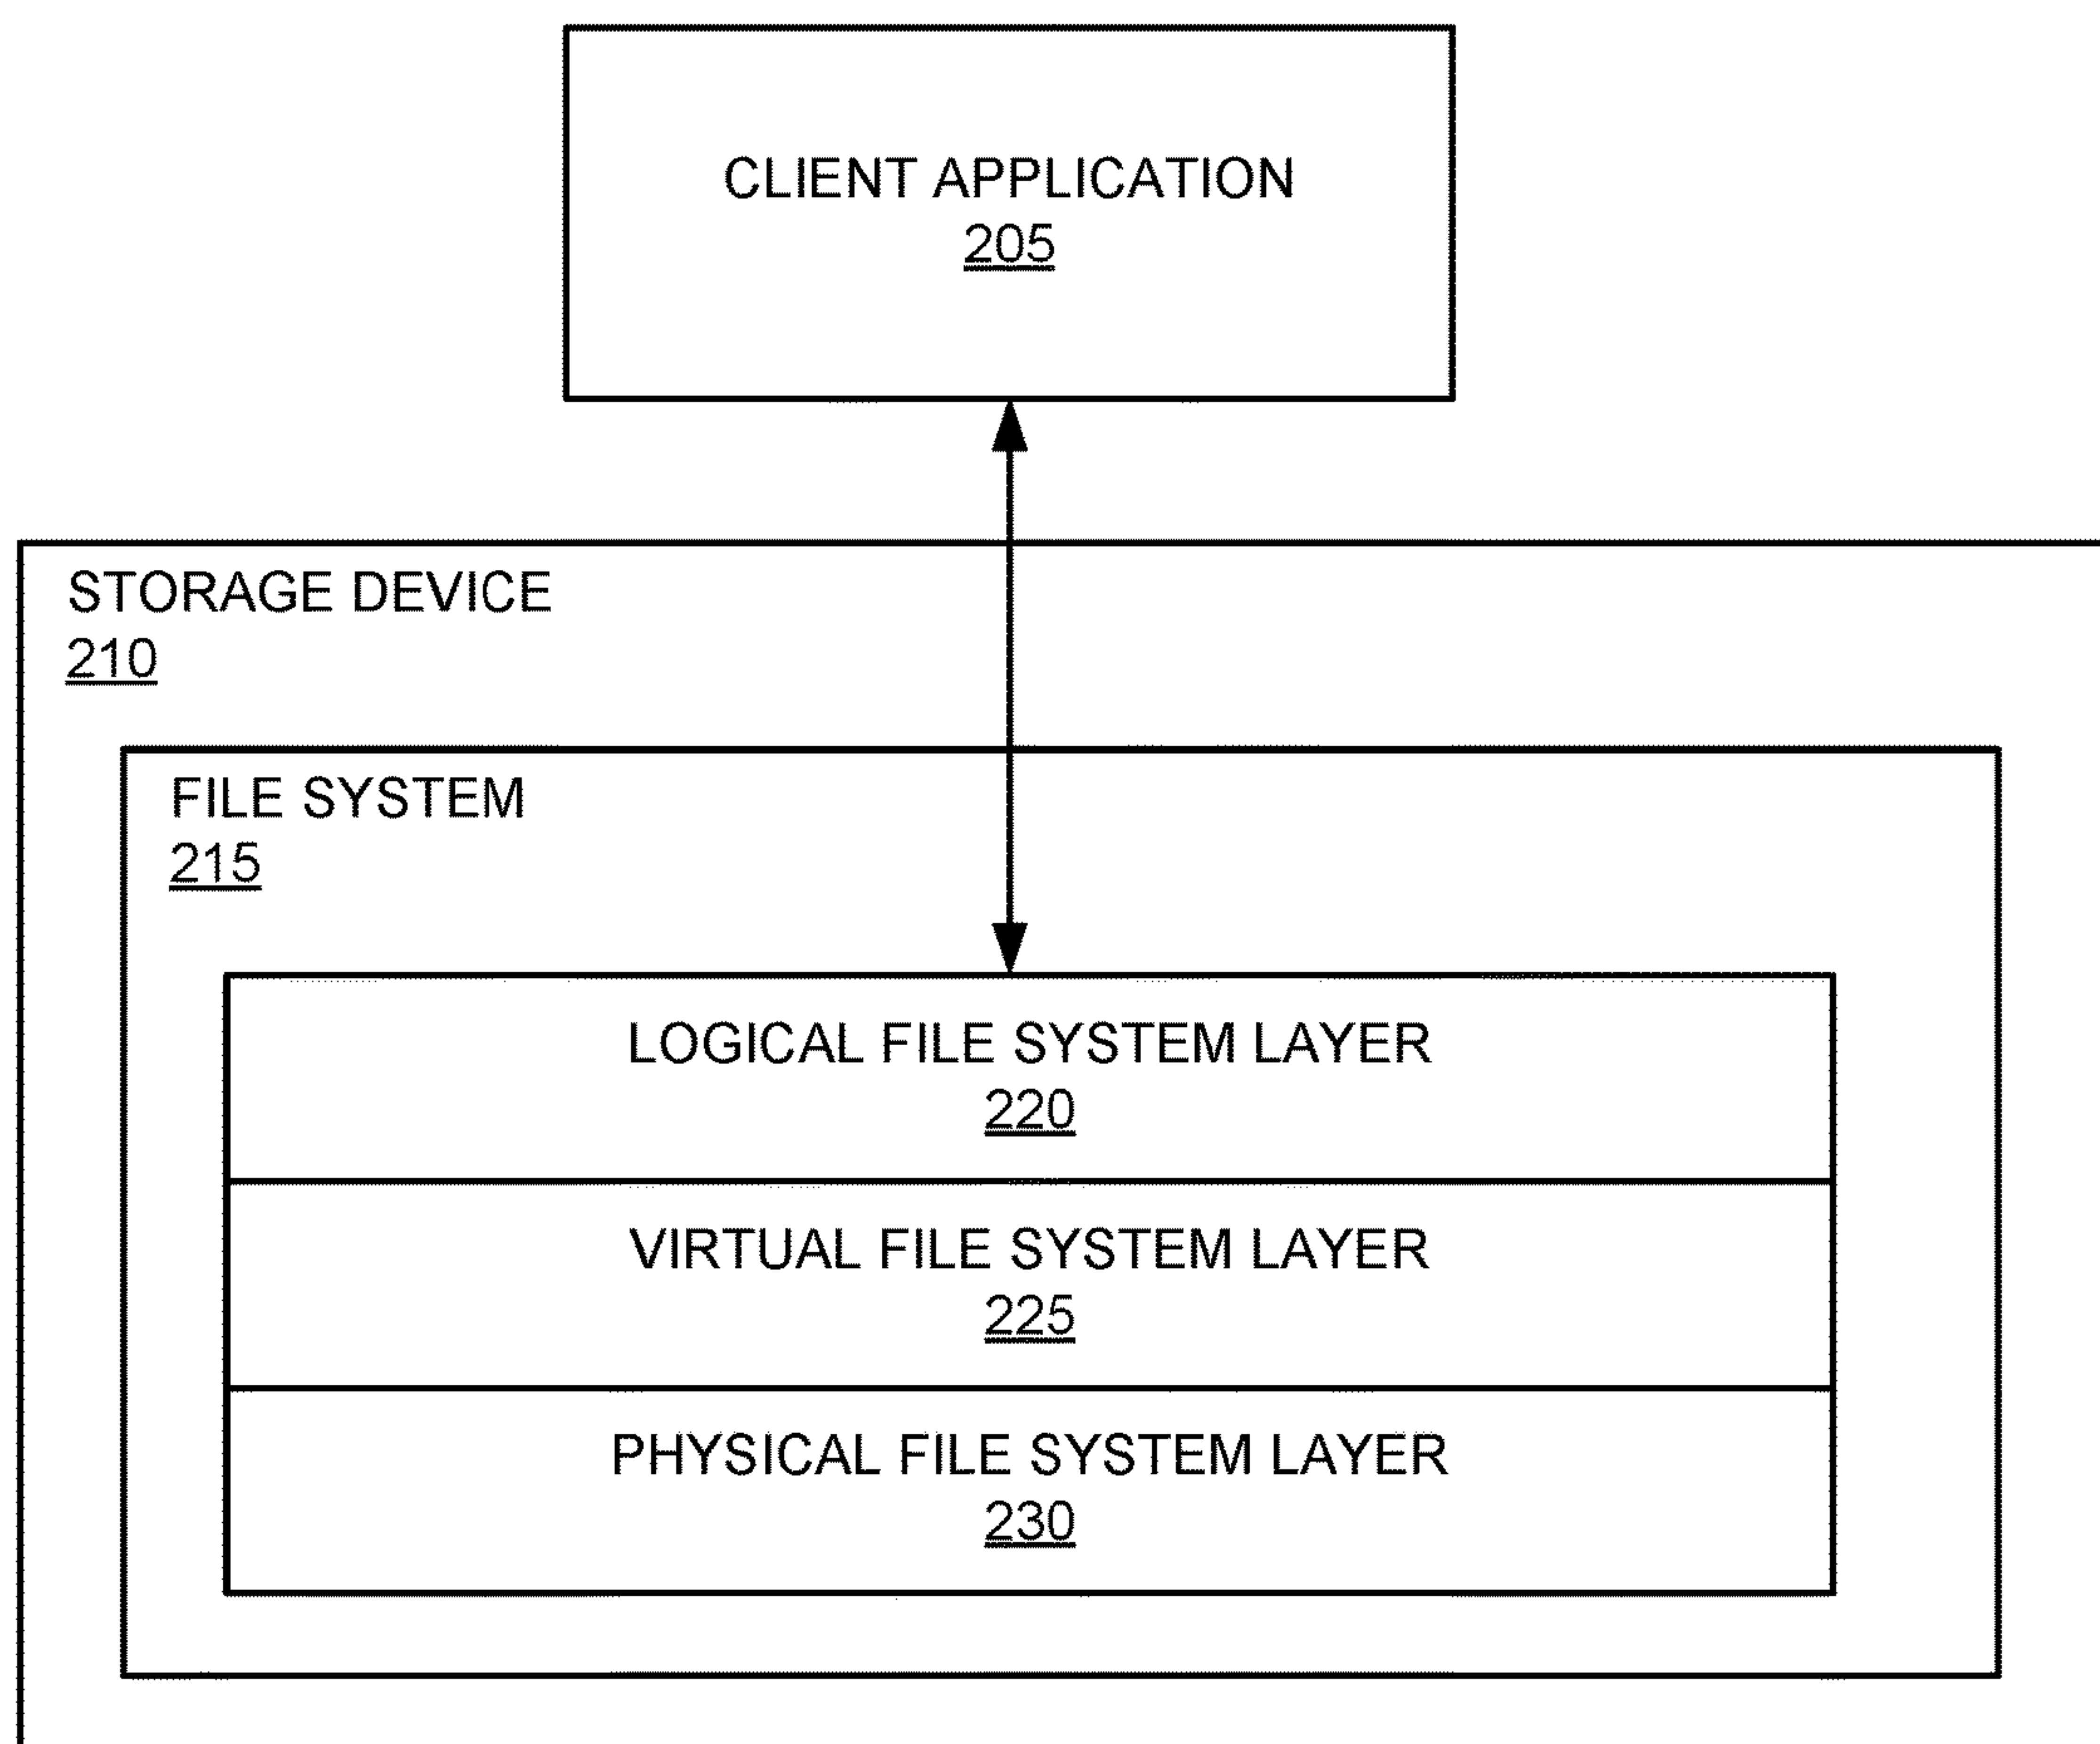 CLIENT APPLICATION
205
STORAGE DEVICE
210
FILE SYSTEM
215
LOGICAL FILE SYSTEM LAYER
220
VIRTUAL FILE SYSTEM LAYER
225
PHYSICAL FILE SYSTEM LAYER
230